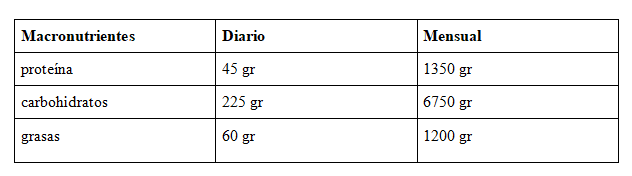 Macronutrientes Diario Mensual
proteína 45 gr 1350 gr
carbohidratos 225 gr 6750 gr
grasas 60 gr 1200 gr